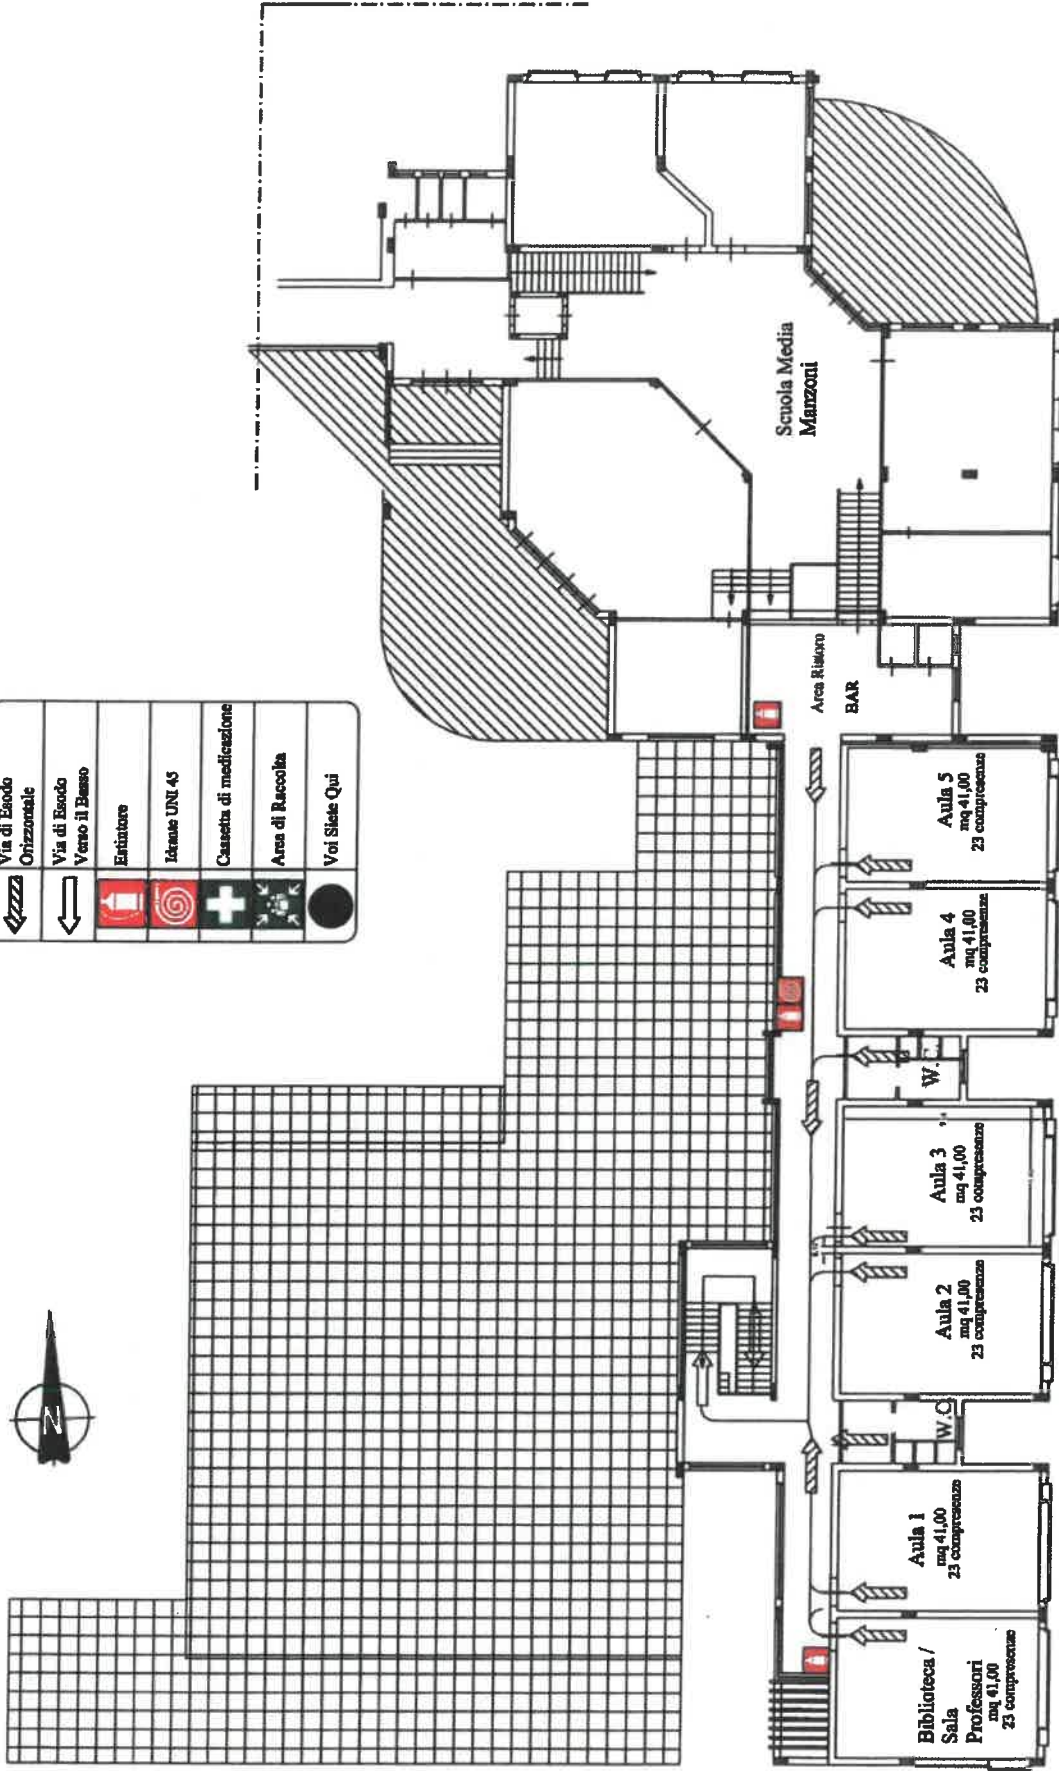 Via di Esodo
Orizzontale
Via di Esodo
Verso il Basso
Estintore
Idrante UNI 45
Cassetta di medicazione
Area di Raccolta
Voi Siete Qui
N
Scuola Media
Manzoni
Area Ristoro
BAR
Aula 5
mq 41,00
23 compresenze
Aula 4
mq 41,00
23 compresenze
W.C.
Aula 3
mq 41,00
23 compresenze
Aula 2
mq 41,00
23 compresenze
W.C.
Aula 1
mq 41,00
23 compresenze
Biblioteca /
Sala
Professori
mq 41,00
23 compresenze